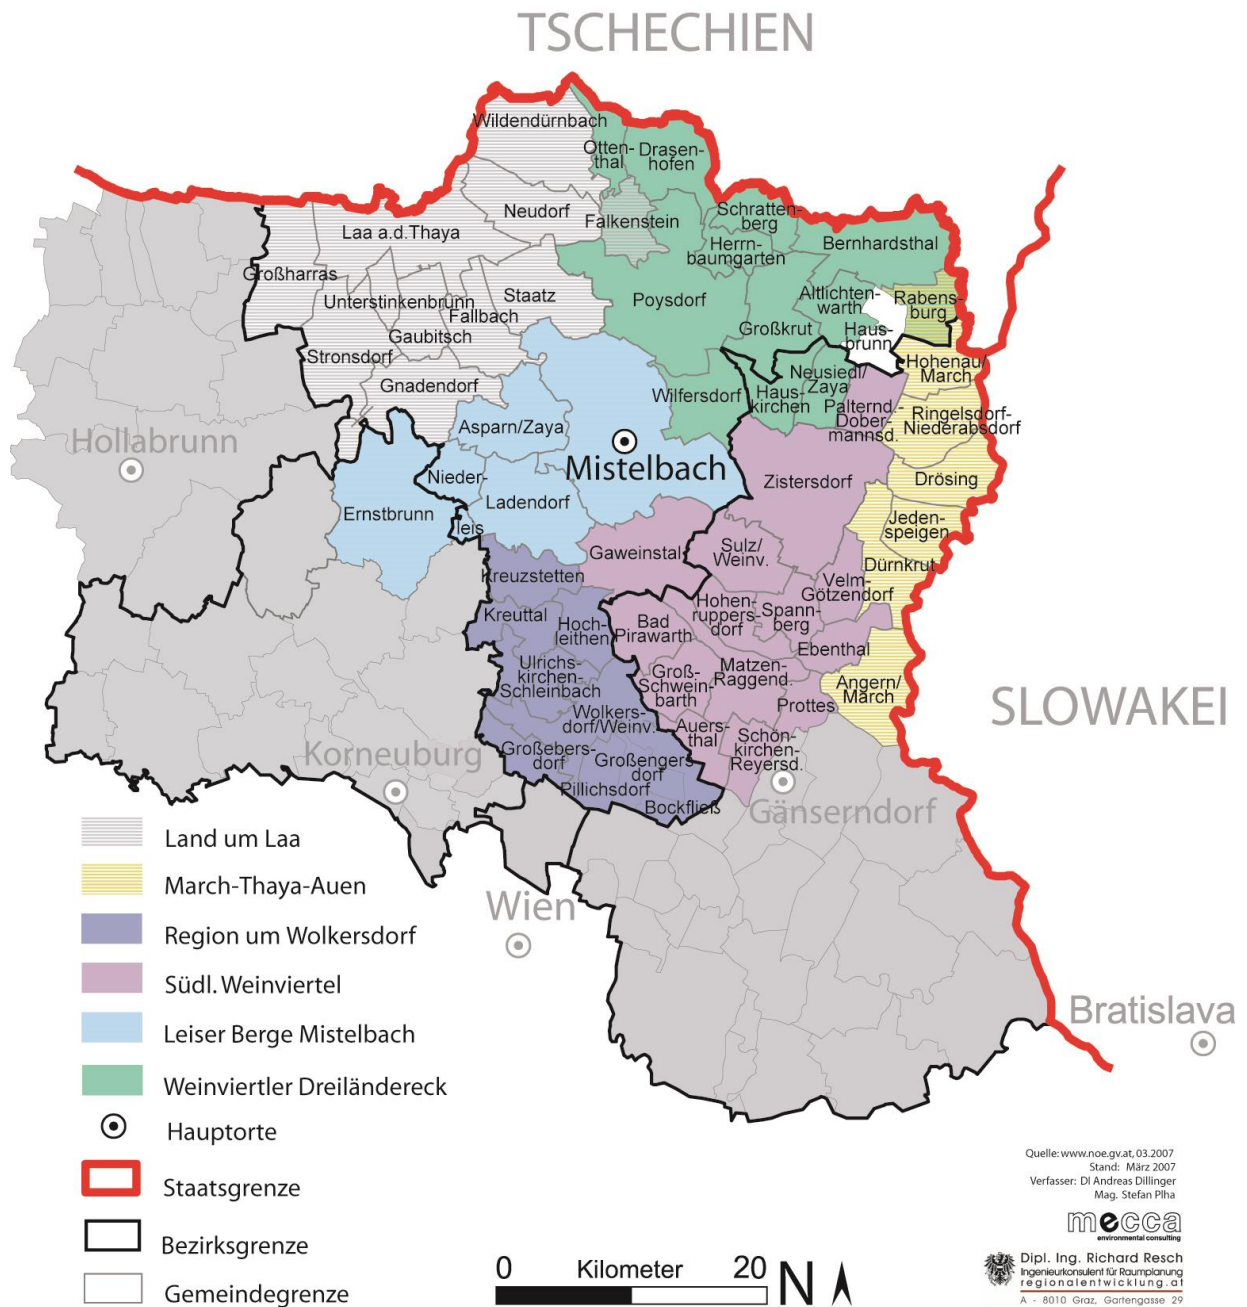 TSCHECHIEN
Wildendürnbach
Otten-
thal
Drasen-
hofen
Neudorf
Falkenstein
Schratten-
berg
Laa a.d.Thaya
Herrn-
baumgarten
Bernhardsthal
Großharras
Unterstinkenbrunn
Staatz
Fallbach
Poysdorf
Altlichten-
warth
Rabens-
burg
Gaubitsch
Großkrut
Haus-
brunn
Stronsdorf
Gnadendorf
Wilfersdorf
Haus-
kirchen
Neusiedl/
Zaya
Hohenau/
March
Palternd.-
Dober-
mannsd.
Ringelsdorf-
Niederabsdorf
Hollabrunn
Asparn/Zaya
Mistelbach
Nieder-
leis
Ladendorf
Zistersdorf
Drösing
Ernstbrunn
Jeden-
speigen
Gaweinstal
Sulz/
Weinv.
Dürnkrut
Kreuzstetten
Velm-
Götzendorf
Kreuttal
Hoch-
leithen
Bad
Pirawarth
Hohen-
ruppers-
dorf
Spann-
berg
Ebenthal
Ulrichs-
kirchen-
Schleinbach
Groß-
Schwein-
barth
Matzen-
Raggend.
Angern/
March
SLOWAKEI
Prottes
Wolkers-
dorf/Weinv.
Auers-
thal
Schön-
kirchen-
Reyersd.
Korneuburg
Großebers-
dorf
Großengers
dorf
Pillichsdorf
Bockfließ
Gänserndorf
Wien
Bratislava
Land um Laa
March-Thaya-Auen
Region um Wolkersdorf
Südl. Weinviertel
Leiser Berge Mistelbach
Weinviertler Dreiländereck
Hauptorte
Staatsgrenze
Bezirksgrenze
Gemeindegrenze
0 Kilometer 20 N
Quelle: www.noe.gv.at, 03.2007
Stand: März 2007
Verfasser: DI Andreas Dillinger
Mag. Stefan Plha
mecca
environmental consulting
Dipl. Ing. Richard Resch
Ingenieurkonsulent für Raumplanung
regionalentwicklung.at
A - 8010 Graz, Gartengasse 29